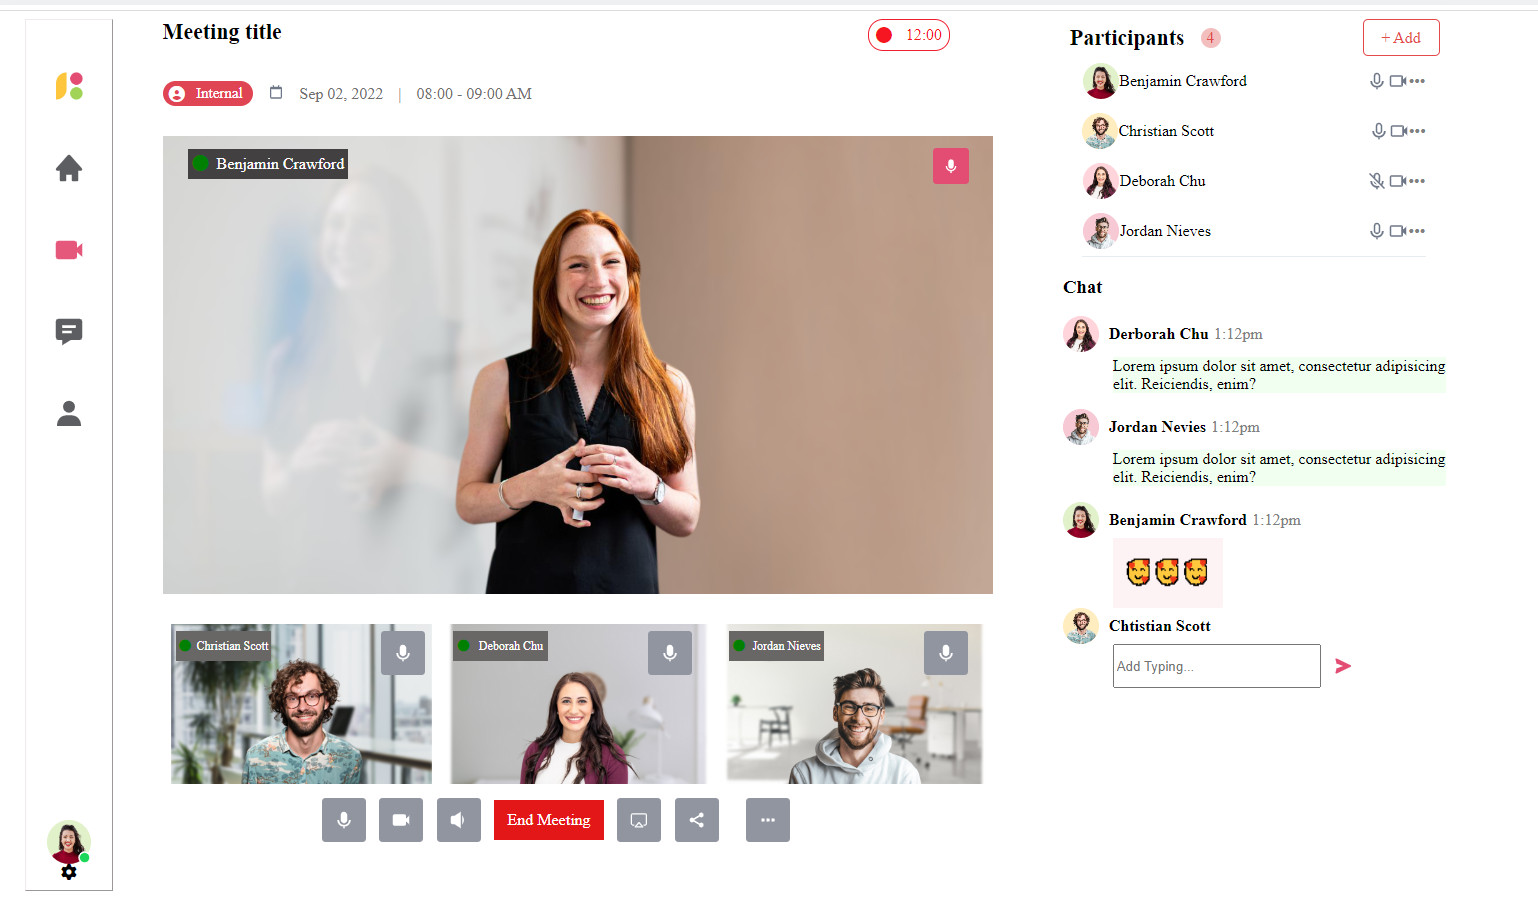 Meeting title
12:00
Internal
Sep 02, 2022 | 08:00 - 09:00 AM
Benjamin Crawford
Christian Scott
Deborah Chu
Jordan Nieves
End Meeting
Participants 4
+ Add
Benjamin Crawford
Christian Scott
Deborah Chu
Jordan Nieves
Chat
Derborah Chu 1:12pm
Lorem ipsum dolor sit amet, consectetur adipisicing
elit. Reiciendis, enim?
Jordan Nevies 1:12pm
Lorem ipsum dolor sit amet, consectetur adipisicing
elit. Reiciendis, enim?
Benjamin Crawford 1:12pm
🥰🥰🥰
Chtistian Scott
Add Typing...